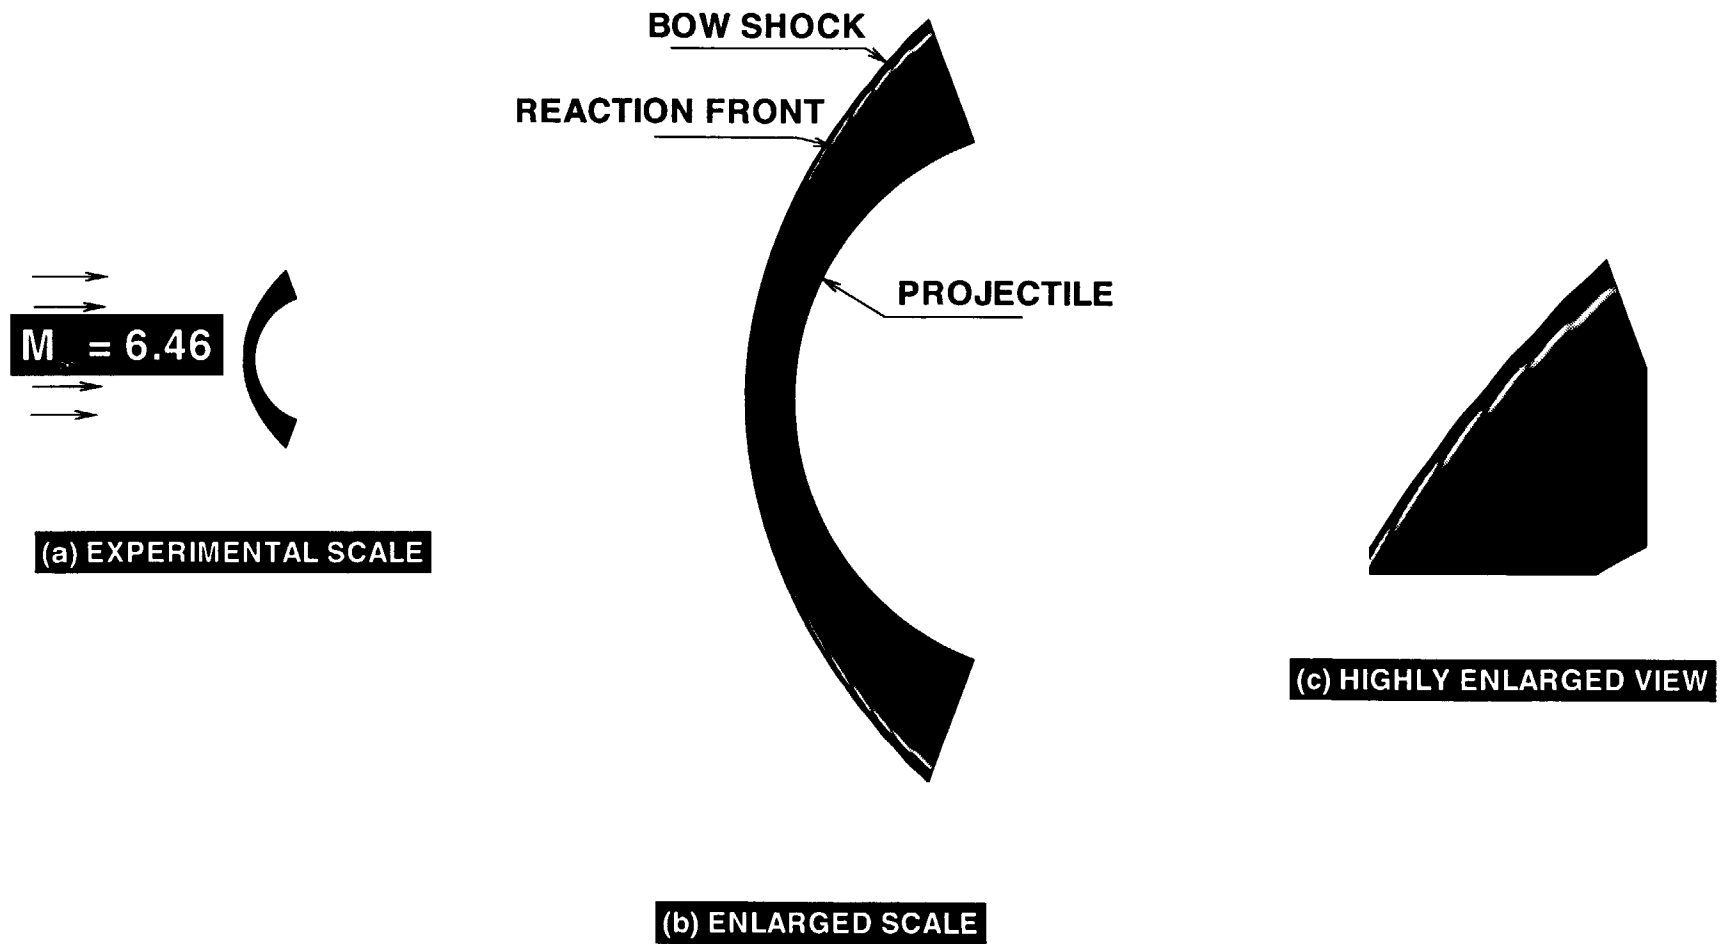 BOW SHOCK
REACTION FRONT
PROJECTILE
M = 6.46
(a) EXPERIMENTAL SCALE
(c) HIGHLY ENLARGED VIEW
(b) ENLARGED SCALE